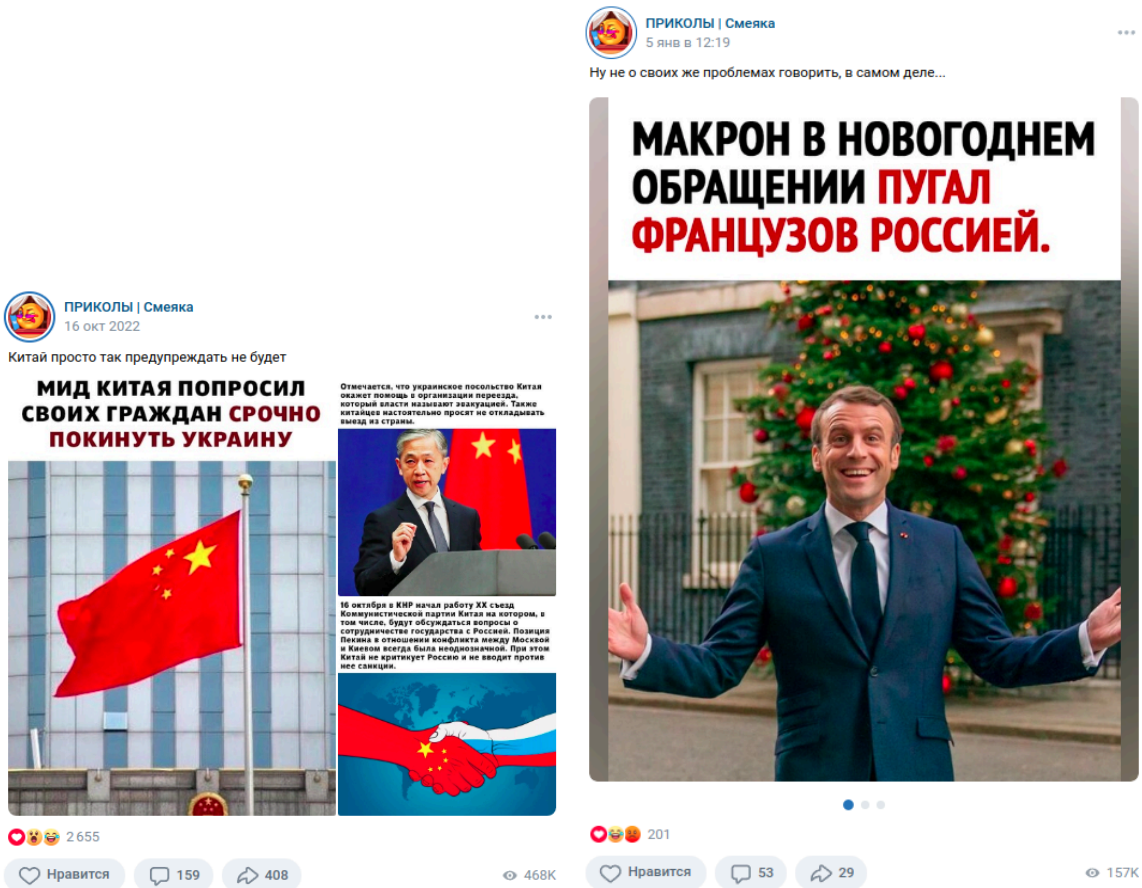 ПРИКОЛЫ | Смеяка
16 окт 2022
Китай просто так предупреждать не будет
МИД КИТАЯ ПОПРОСИЛ
СВОИХ ГРАЖДАН СРОЧНО
ПОКИНУТЬ УКРАИНУ
Отмечается, что украинское посольство Китая
окажет помощь в организации переезда,
который власти называют эвакуацией. Также
китайцев настоятельно просят не откладывать
выезд из страны.
16 октября в КНР начал работу XX съезд
Коммунистической партии Китая на котором, в
том числе, будут обсуждаться вопросы о
сотрудничестве государства с Россией. Позиция
Пекина в отношении конфликта между Москвой
и Киевом всегда была неоднозначной. При этом
Китай не критикует Россию и не вводит против
нее санкции.
2 655
Нравится
159
408
468K
ПРИКОЛЫ | Смеяка
5 янв в 12:19
Ну не о своих же проблемах говорить, в самом деле...
МАКРОН В НОВОГОДНЕМ
ОБРАЩЕНИИ ПУГАЛ
ФРАНЦУЗОВ РОССИЕЙ.
201
Нравится
53
29
157K